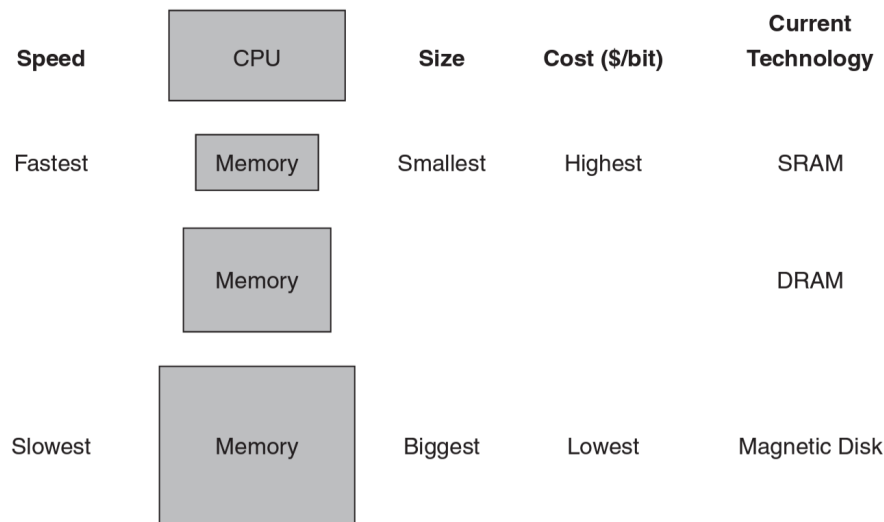 Speed CPU Size Cost ($/bit) Current Technology
Fastest Memory Smallest Highest SRAM
Memory DRAM
Slowest Memory Biggest Lowest Magnetic Disk